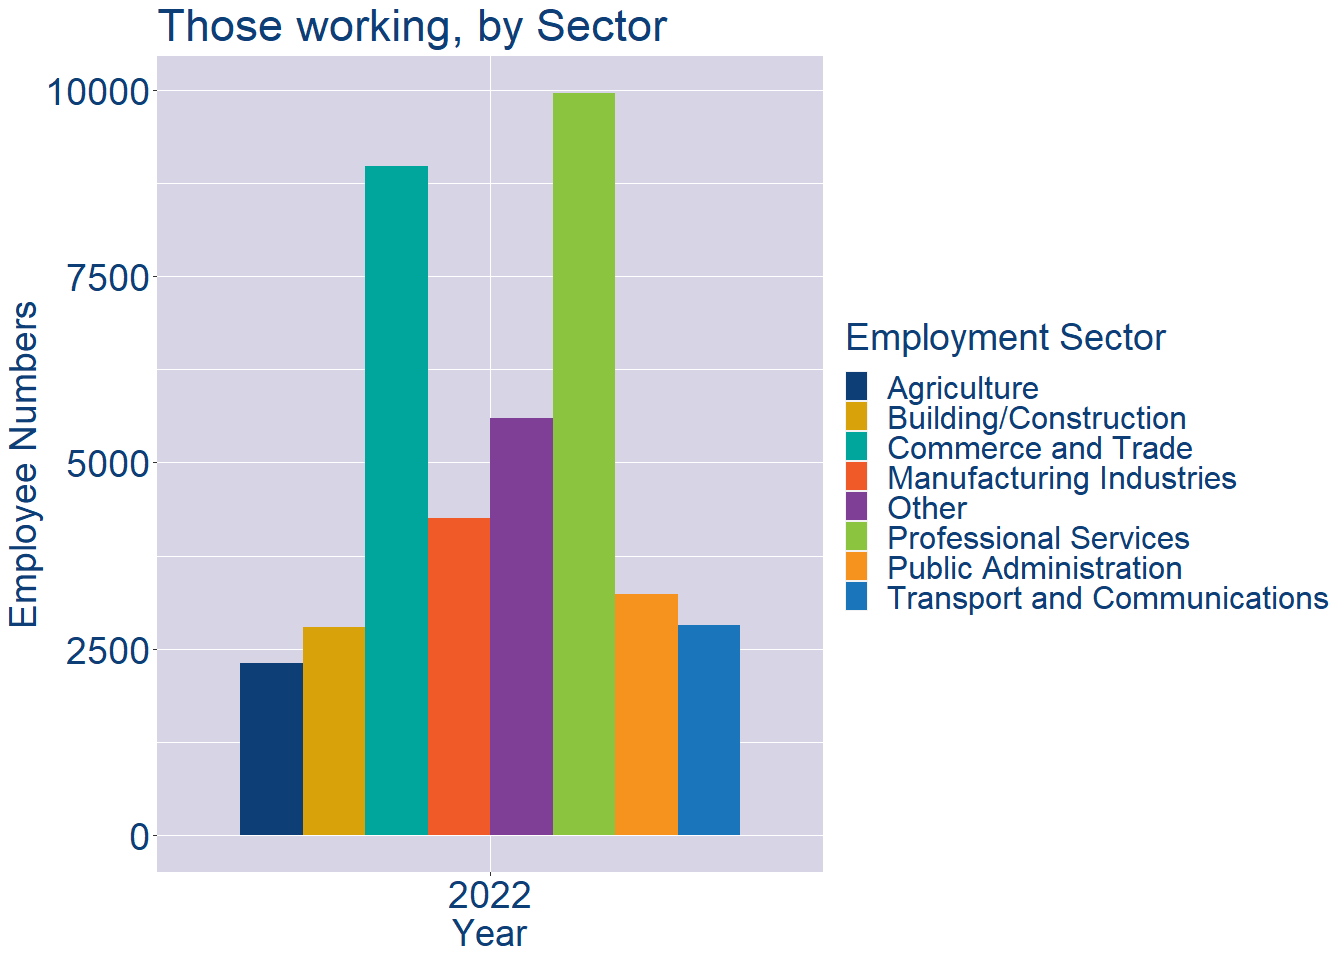 Those working, by Sector
Employee Numbers
10000
7500
5000
2500
0
2022
Year
Employment Sector
Agriculture
Building/Construction
Commerce and Trade
Manufacturing Industries
Other
Professional Services
Public Administration
Transport and Communications